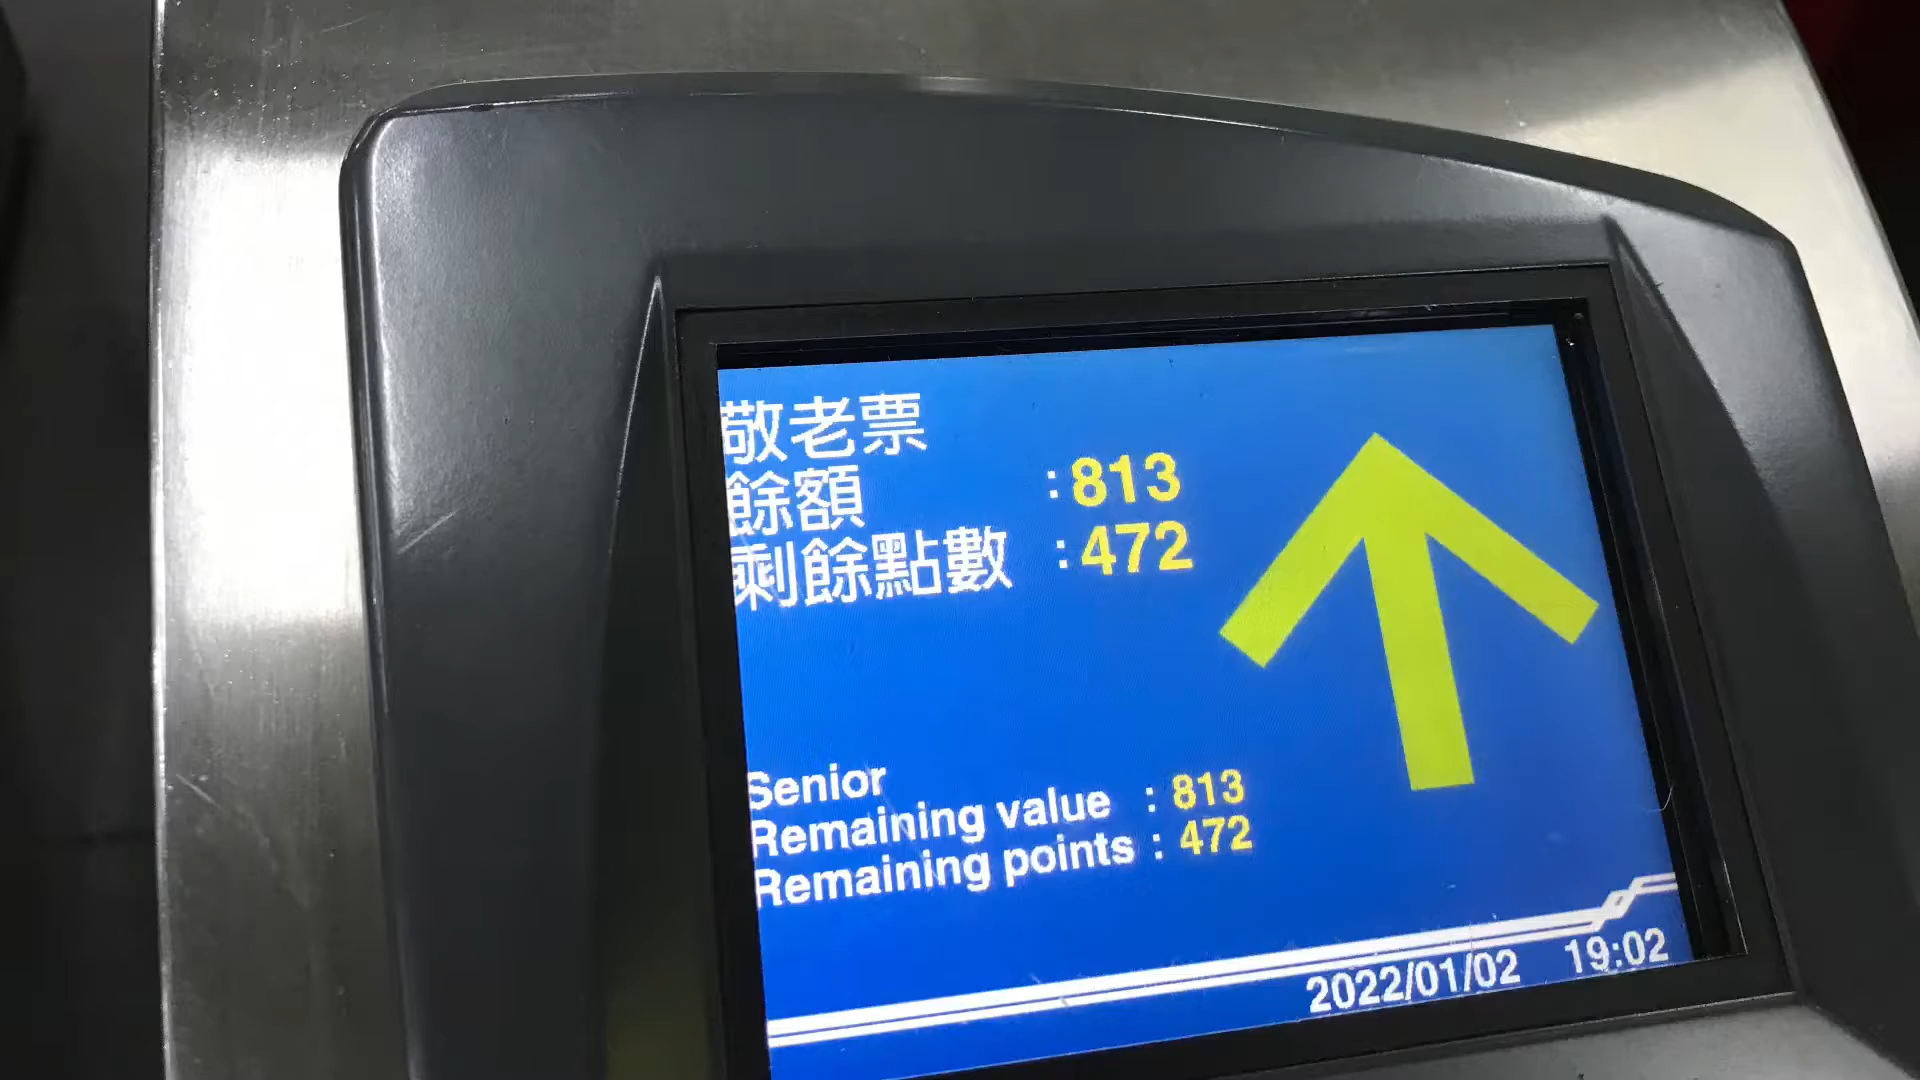 敬老票
餘額 :813
剩餘點數 :472
Senior
Remaining value : 813
Remaining points : 472
2022/01/02 19:02